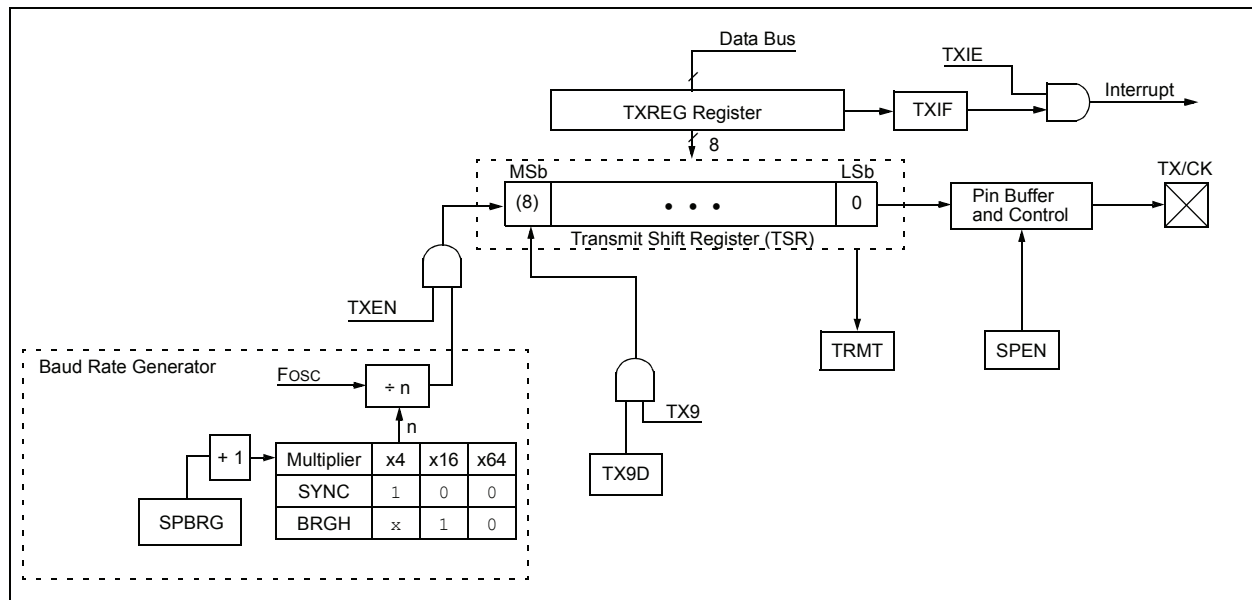 Data Bus
TXIE
Interrupt
TXREG Register
TXIF
8
MSb
LSb
TX/CK
(8)
• • •
0
Pin Buffer
and Control
Transmit Shift Register (TSR)
TXEN
TRMT
SPEN
Baud Rate Generator
FOSC
÷ n
n
TX9
+ 1
Multiplier x4 x16 x64
SYNC 1 0 0
BRGH x 1 0
SPBRG
TX9D